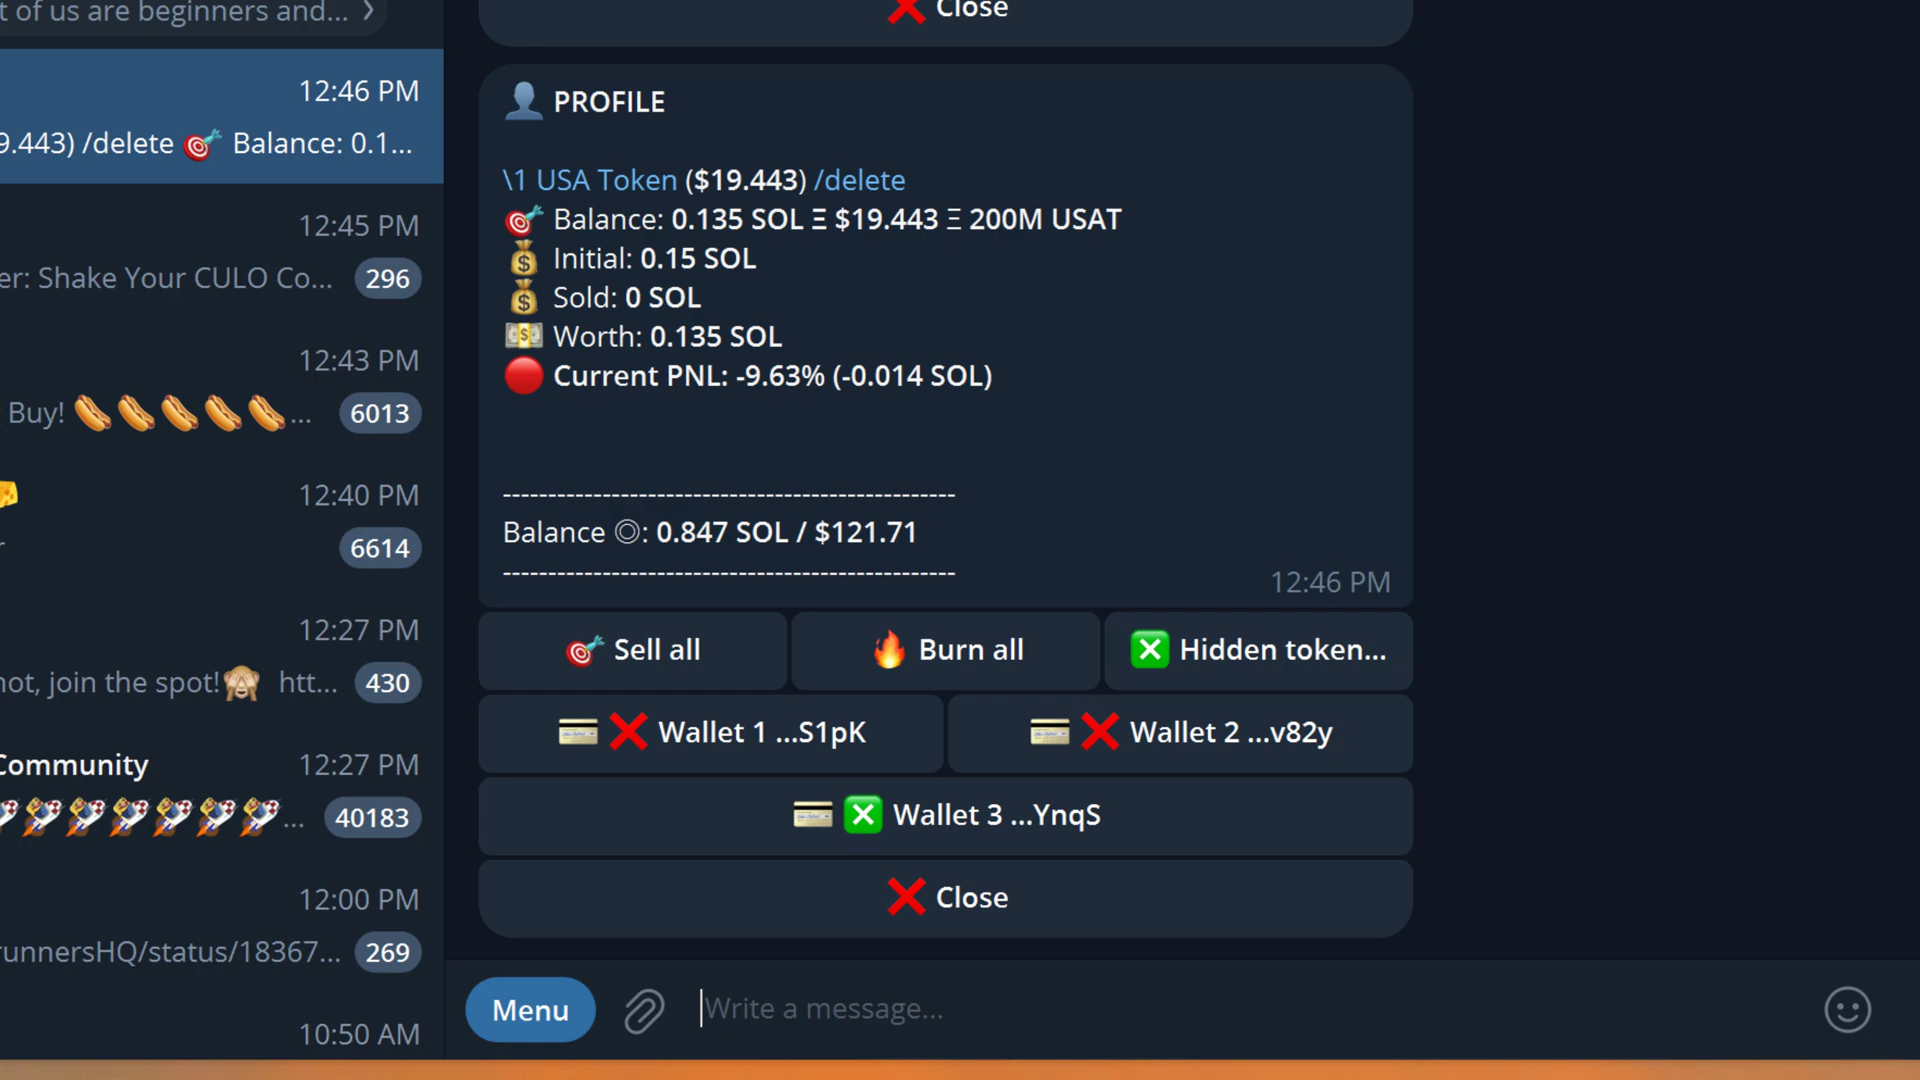 t of us are beginners and...
12:46 PM
9.443) /delete 🎯 Balance: 0.1...
12:45 PM
er: Shake Your CULO Co...
296
12:43 PM
Buy! 🌭🌭🌭🌭🌭...
6013
12:40 PM
6614
12:27 PM
not, join the spot!🙈 htt...
430
Community
12:27 PM
40183
12:00 PM
runnersHQ/status/18367...
269
10:50 AM
❌ Close
👤 PROFILE
\1 USA Token ($19.443) /delete
🎯 Balance: 0.135 SOL Ξ $19.443 Ξ 200M USAT
💰 Initial: 0.15 SOL
💰 Sold: 0 SOL
💵 Worth: 0.135 SOL
🔴 Current PNL: -9.63% (-0.014 SOL)
--------------------------------------------------
Balance ◎: 0.847 SOL / $121.71
--------------------------------------------------
12:46 PM
🎯 Sell all
🔥 Burn all
❎ Hidden token...
💳 ❌ Wallet 1 ...S1pK
💳 ❌ Wallet 2 ...v82y
💳 ❎ Wallet 3 ...YnqS
❌ Close
Menu
Write a message...